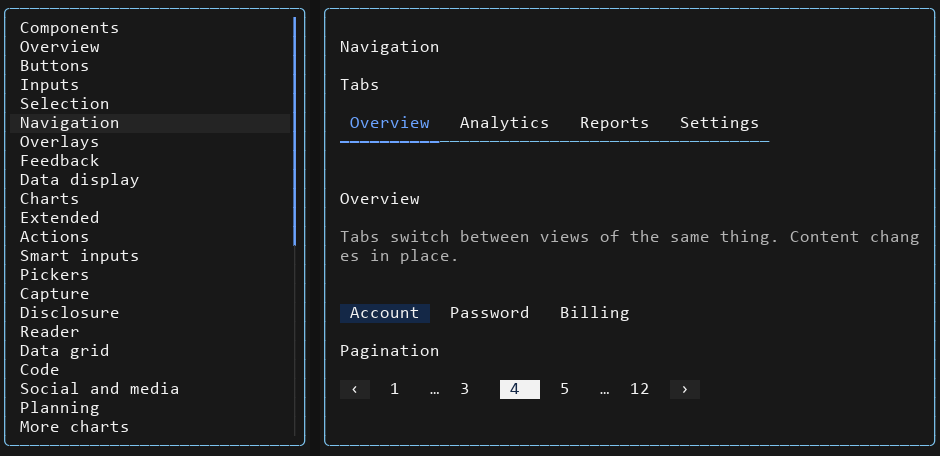 Components
Overview
Buttons
Inputs
Selection
Navigation
Overlays
Feedback
Data display
Charts
Extended
Actions
Smart inputs
Pickers
Capture
Disclosure
Reader
Data grid
Code
Social and media
Planning
More charts
Navigation
Tabs
Overview Analytics Reports Settings
Overview
Tabs switch between views of the same thing. Content chang
es in place.
Account Password Billing
Pagination
‹ 1 … 3 4 5 … 12 ›